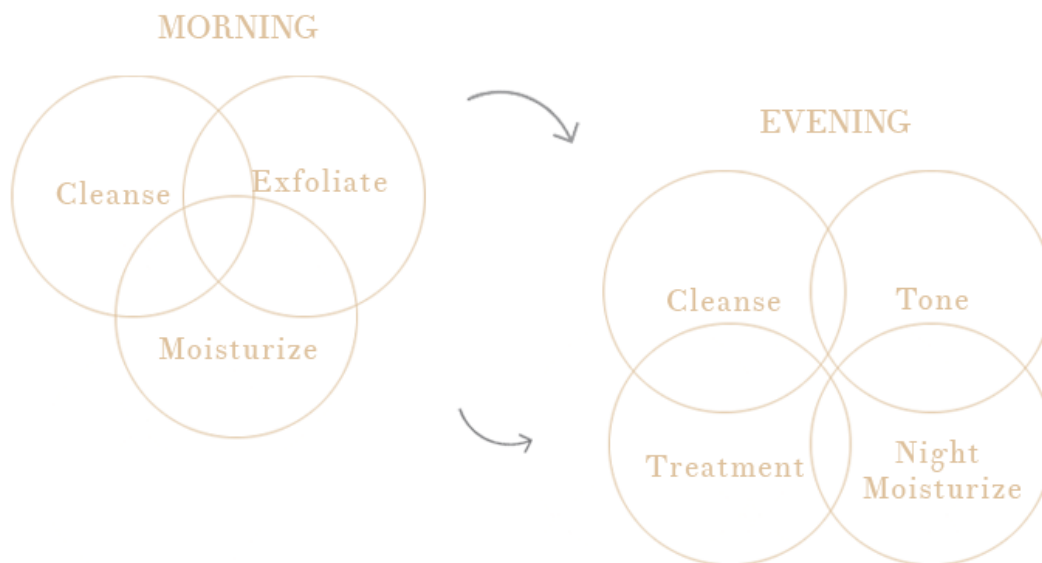 MORNING
Cleanse
Exfoliate
Moisturize
EVENING
Cleanse
Tone
Treatment
Night
Moisturize